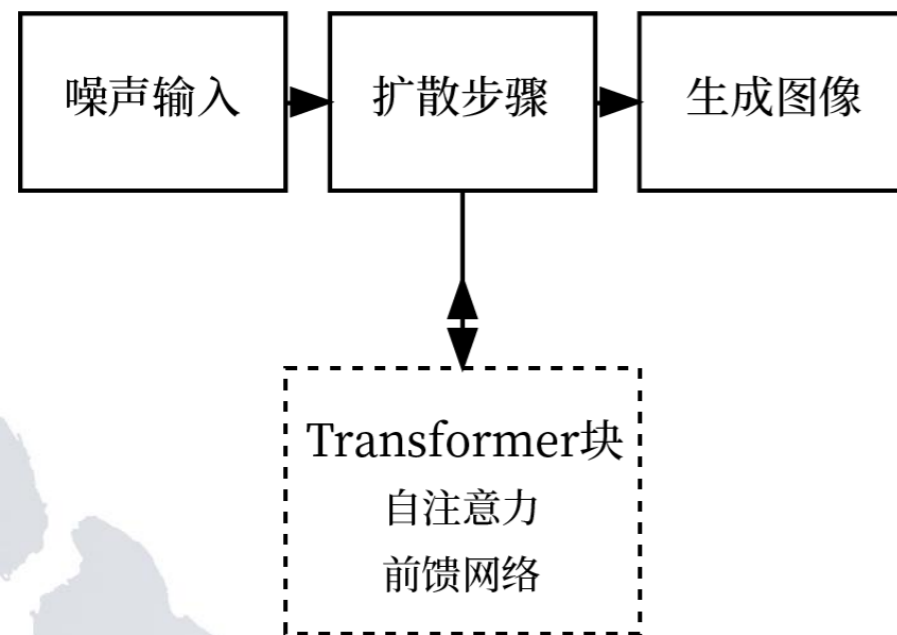 噪声输入
扩散步骤
生成图像
Transformer块
自注意力
前馈网络